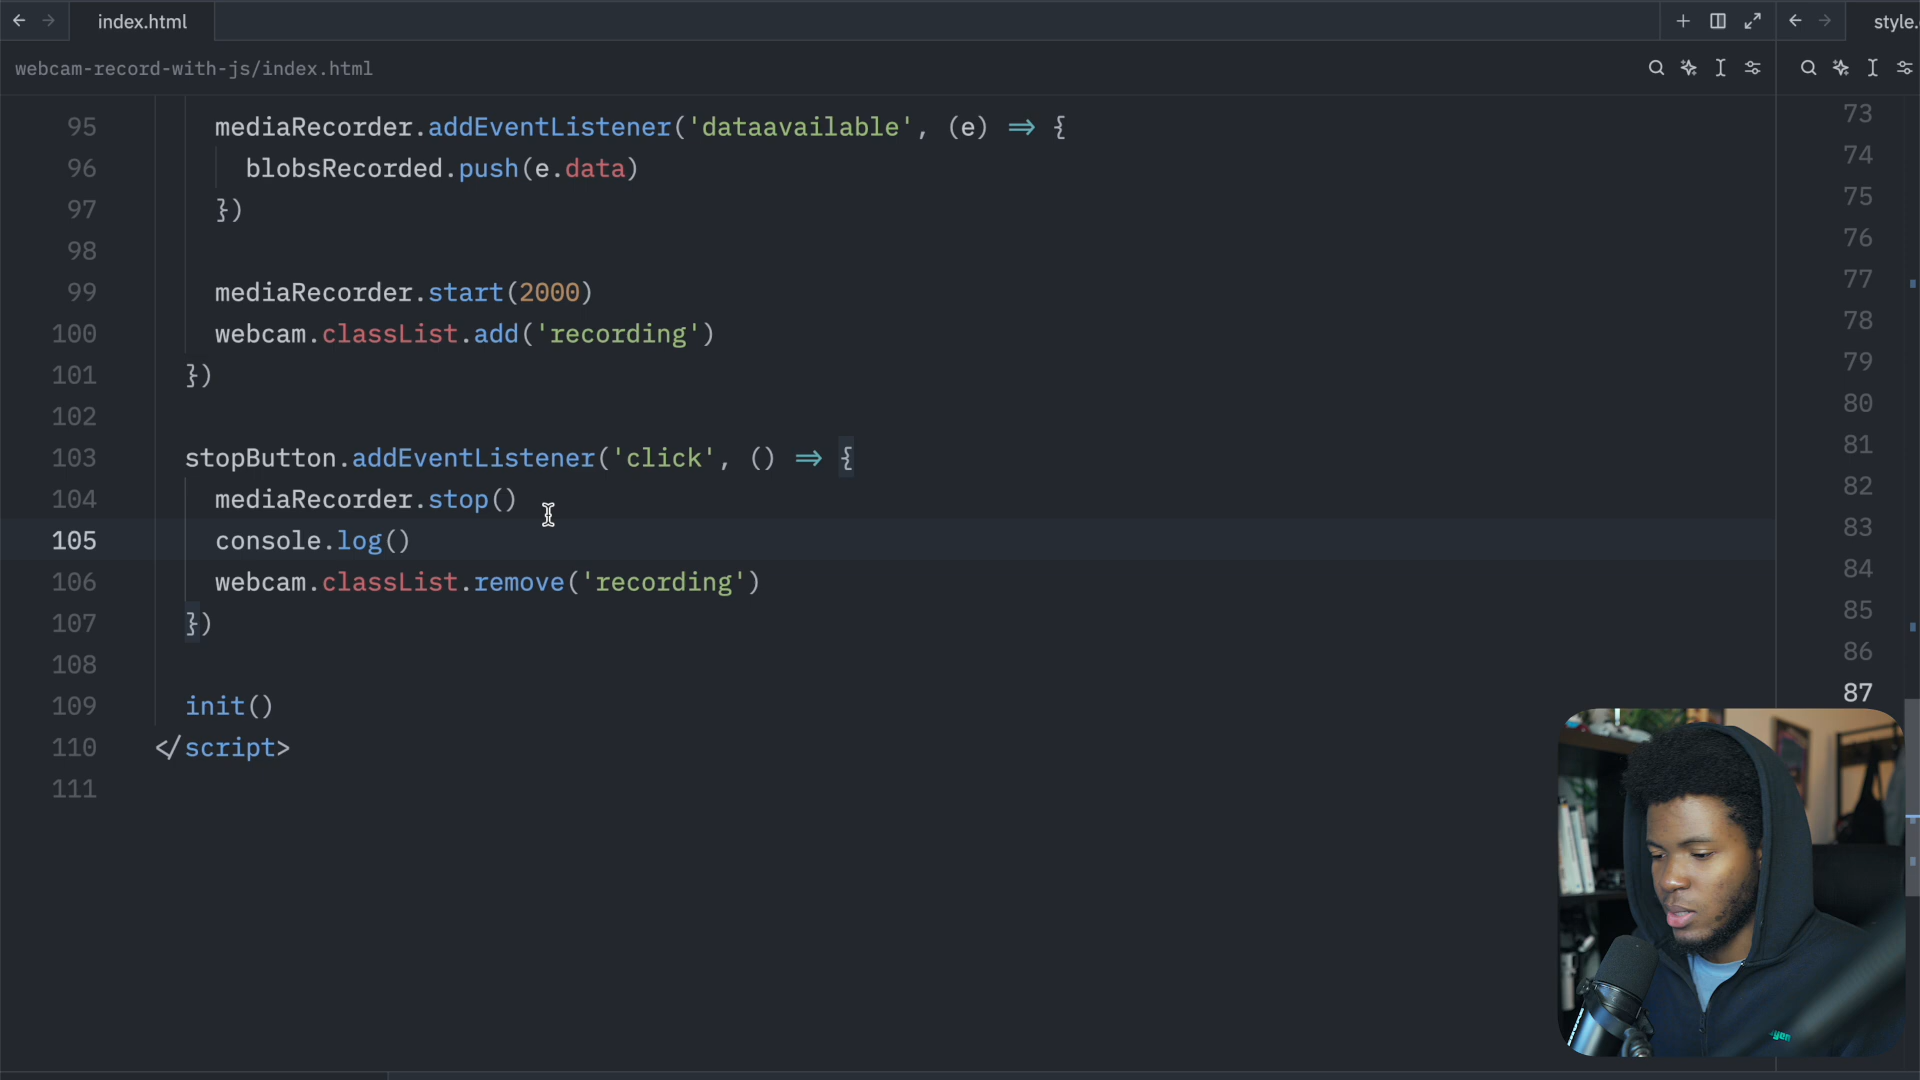 index.html
style.
webcam-record-with-js/index.html
95 mediaRecorder.addEventListener('dataavailable', (e) => {
96 blobsRecorded.push(e.data)
97 })
98
99 mediaRecorder.start(2000)
100 webcam.classList.add('recording')
101 })
102
103 stopButton.addEventListener('click', () => {
104 mediaRecorder.stop()
105 console.log()
106 webcam.classList.remove('recording')
107 })
108
109 init()
110 </script>
111
73
74
75
76
77
78
79
80
81
82
83
84
85
86
87